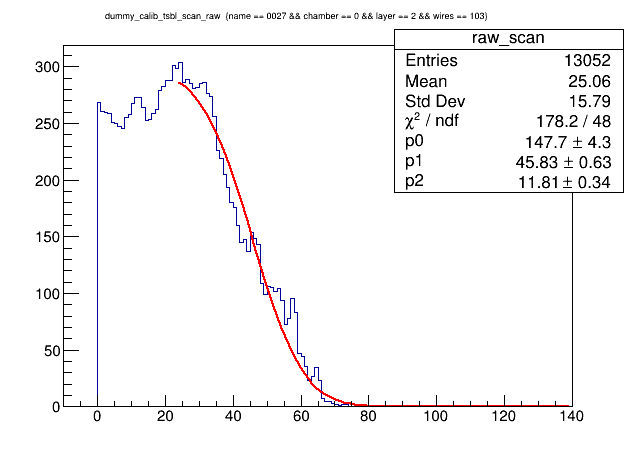 dummy_calib_tsbl_scan_raw (name == 0027 && chamber == 0 && layer == 2 && wires == 103)
raw_scan
Entries 13052
Mean 25.06
Std Dev 15.79
χ² / ndf 178.2 / 48
p0 147.7 ± 4.3
p1 45.83 ± 0.63
p2 11.81 ± 0.34
300
250
200
150
100
50
0
0 20 40 60 80 100 120 140